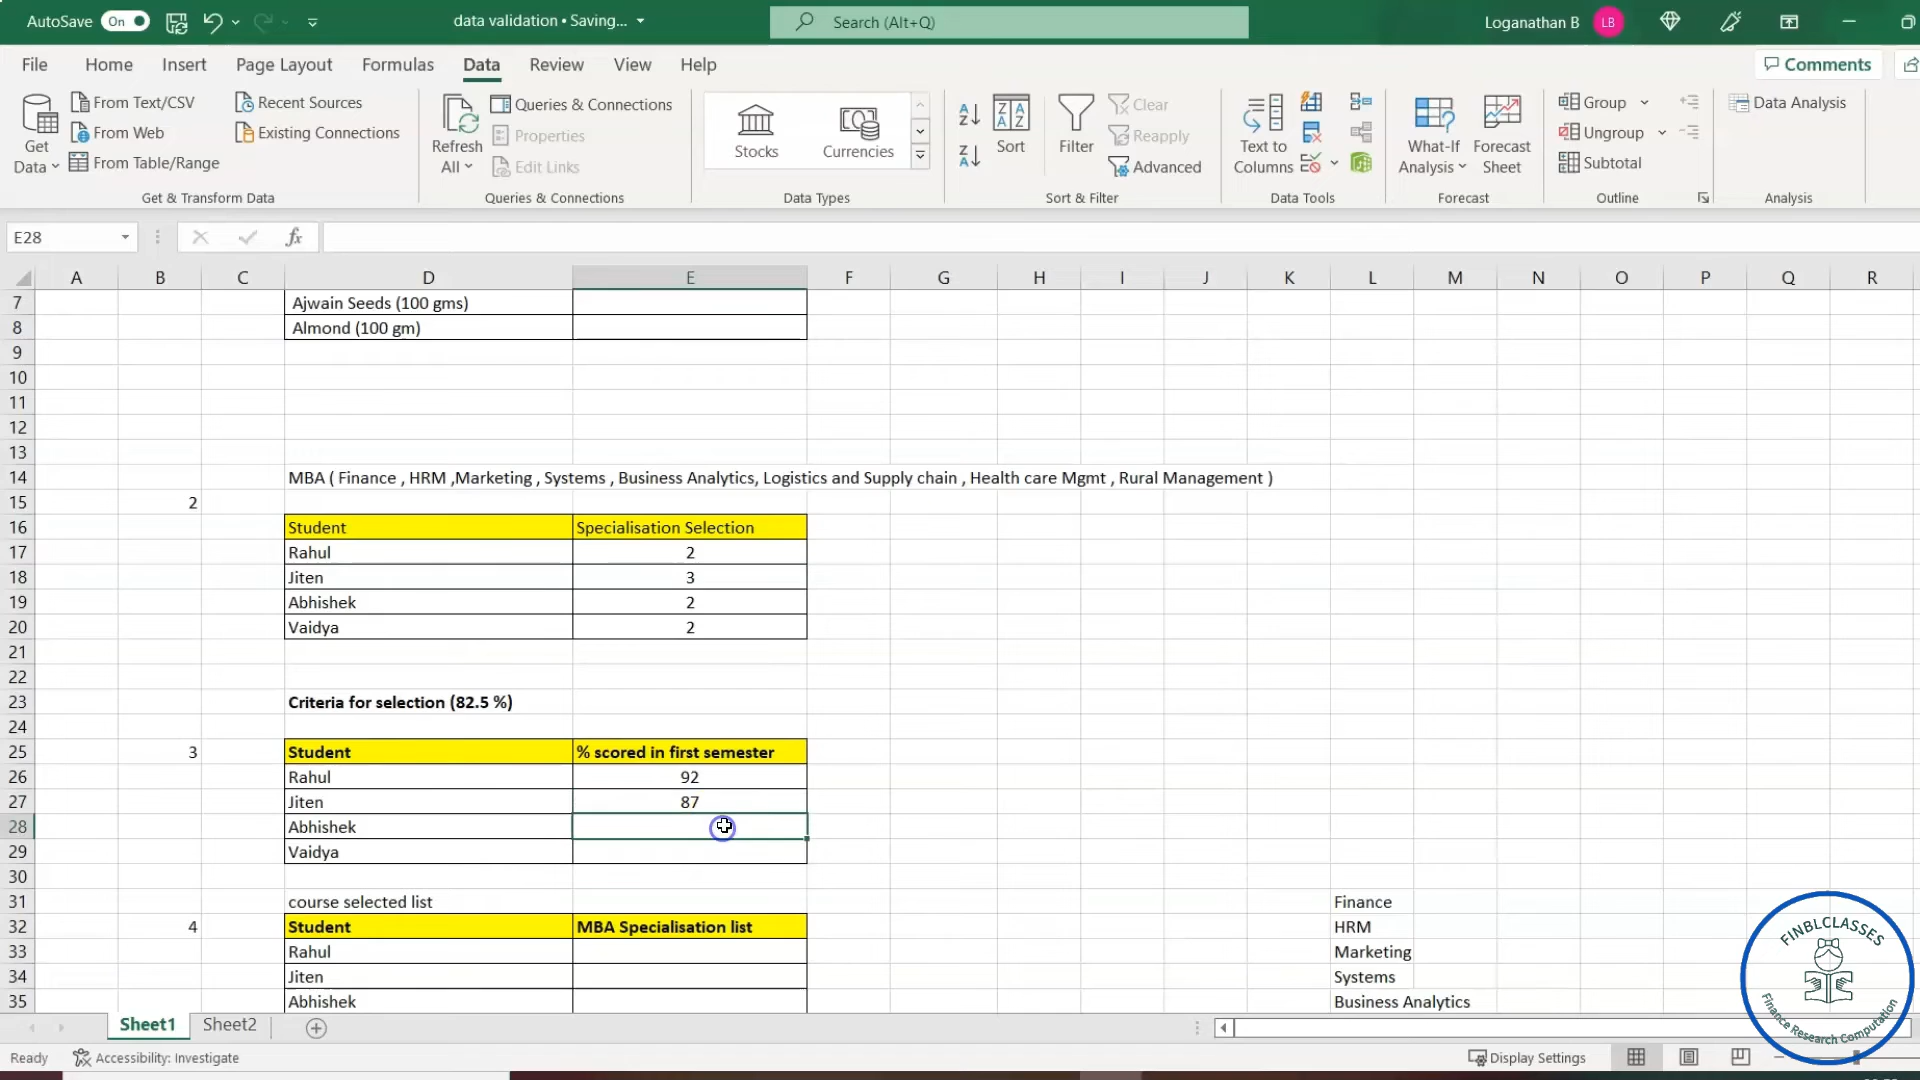 AutoSave On data validation • Saving... Search (Alt+Q) Loganathan B LB
File Home Insert Page Layout Formulas Data Review View Help Comments
Get Data From Text/CSV From Web From Table/Range Recent Sources Existing Connections
Get & Transform Data
Refresh All Queries & Connections Properties Edit Links
Queries & Connections
Stocks Currencies
Data Types
Sort Filter Clear Reapply Advanced
Sort & Filter
Text to Columns
Data Tools
What-If Analysis Forecast Sheet
Forecast
Group Ungroup Subtotal
Outline
Data Analysis
Analysis
E28 fx
A B C D E F G H I J K L M N O P Q R
7 Ajwain Seeds (100 gms)
8 Almond (100 gm)
9
10
11
12
13
14 MBA ( Finance , HRM ,Marketing , Systems , Business Analytics, Logistics and Supply chain , Health care Mgmt , Rural Management )
15 2
16 Student Specialisation Selection
17 Rahul 2
18 Jiten 3
19 Abhishek 2
20 Vaidya 2
21
22
23 Criteria for selection (82.5 %)
24
25 3 Student % scored in first semester
26 Rahul 92
27 Jiten 87
28 Abhishek
29 Vaidya
30
31 course selected list Finance
32 4 Student MBA Specialisation list HRM
33 Rahul Marketing
34 Jiten Systems
35 Abhishek Business Analytics
FINBLCLASSES
Finance Research Computation
Sheet1 Sheet2
Ready Accessibility: Investigate Display Settings